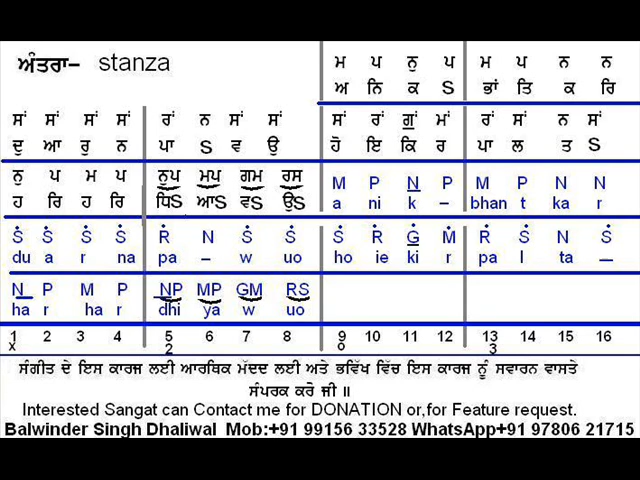 ਅੰਤਰਾ– stanza
ਮ ਪ ਨੁ ਪ ਮ ਪ ਨ ਨ
ਅ ਨਿ ਕ S ਭਾਂ ਤਿ ਕ ਰਿ
ਸਾਂ ਸਾਂ ਸਾਂ ਸਾਂ ਰਾਂ ਨ ਸਾਂ ਸਾਂ ਸਾਂ ਰਾਂ ਗਾਂ ਮਾਂ ਰਾਂ ਸਾਂ ਨ ਸਾਂ
ਦੁ ਆ ਰੁ ਨ ਪਾ S ਵ ਉ ਹੋ ਇ ਕਿ ਰ ਪਾ ਲ ਤ S
ਨੁ ਪ ਮ ਪ ਨੁਪ ਮਪ ਗਮ ਰਸ
ਹ ਰਿ ਹ ਰਿ ਧਿS ਆS ਵS ਉS
M P N P M P N N
a ni k – bhan t ka r
Ṡ Ṡ Ṡ Ṡ Ṙ N Ṡ Ṡ Ṡ Ṙ Ġ Ṁ Ṙ Ṡ N Ṡ
du a r na pa – w uo ho ie ki r pa l ta —
N P M P NP MP GM RS
ha r ha r dhi ya w uo
1 2 3 4 5 6 7 8 9 10 11 12 13 14 15 16
x 2 o 3
ਸੰਗੀਤ ਦੇ ਇਸ ਕਾਰਜ ਲਈ ਆਰਥਿਕ ਮੱਦਦ ਲਈ ਅਤੇ ਭਵਿੱਖ ਵਿੱਚ ਇਸ ਕਾਰਜ ਨੂੰ ਸਵਾਰਨ ਵਾਸਤੇ
ਸੰਪਰਕ ਕਰੋ ਜੀ ॥
Interested Sangat can Contact me for DONATION or,for Feature request.
Balwinder Singh Dhaliwal Mob:+91 99156 33528 WhatsApp+91 97806 21715